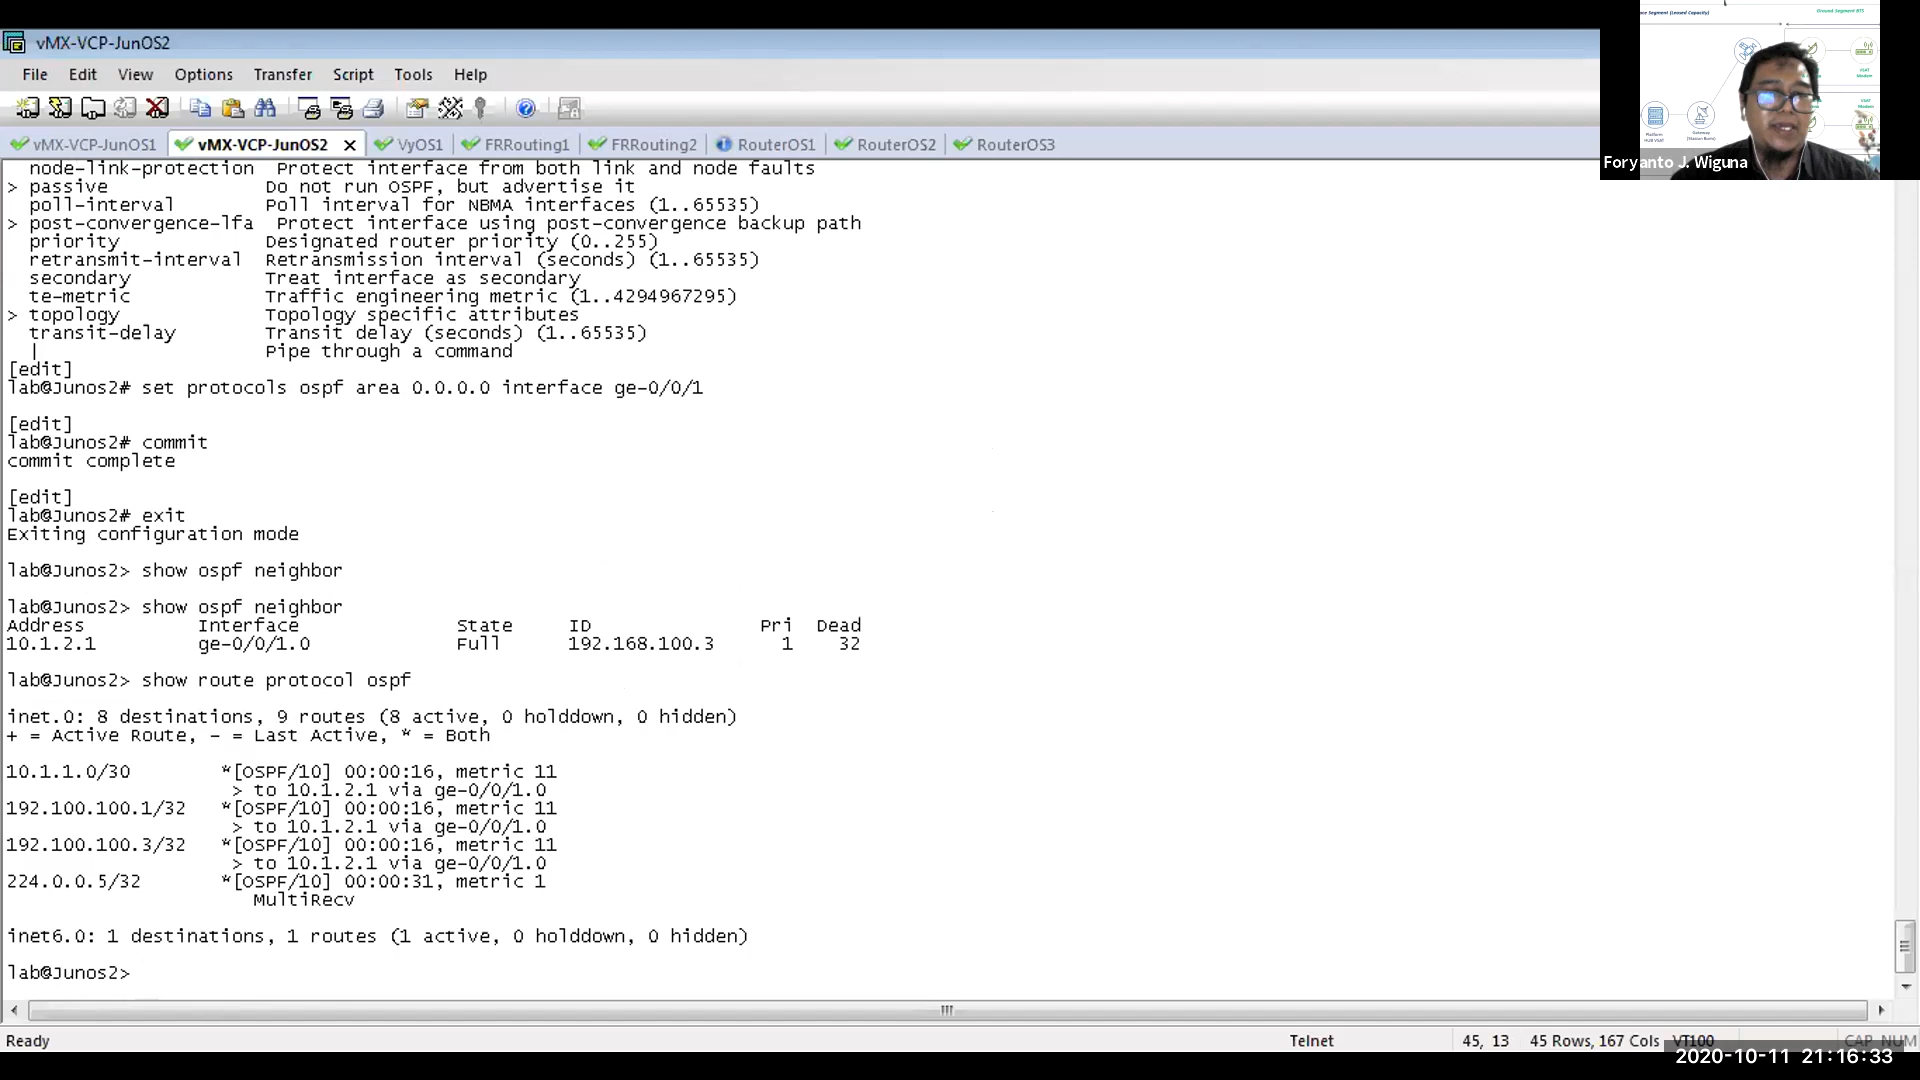 vMX-VCP-JunOS2
File Edit View Options Transfer Script Tools Help
vMX-VCP-JunOS1 vMX-VCP-JunOS2 VyOS1 FRRouting1 FRRouting2 RouterOS1 RouterOS2 RouterOS3
node-link-protection  Protect interface from both link and node faults
> passive              Do not run OSPF, but advertise it
  poll-interval        Poll interval for NBMA interfaces (1..65535)
> post-convergence-lfa  Protect interface using post-convergence backup path
  priority             Designated router priority (0..255)
  retransmit-interval  Retransmission interval (seconds) (1..65535)
  secondary            Treat interface as secondary
  te-metric            Traffic engineering metric (1..4294967295)
> topology             Topology specific attributes
  transit-delay        Transit delay (seconds) (1..65535)
  |                    Pipe through a command
[edit]
lab@Junos2# set protocols ospf area 0.0.0.0 interface ge-0/0/1
[edit]
lab@Junos2# commit
commit complete
[edit]
lab@Junos2# exit
Exiting configuration mode
lab@Junos2> show ospf neighbor
lab@Junos2> show ospf neighbor
Address          Interface              State     ID               Pri  Dead
10.1.2.1         ge-0/0/1.0             Full      192.168.100.3      1    32
lab@Junos2> show route protocol ospf
inet.0: 8 destinations, 9 routes (8 active, 0 holddown, 0 hidden)
+ = Active Route, - = Last Active, * = Both
10.1.1.0/30        *[OSPF/10] 00:00:16, metric 11
                    > to 10.1.2.1 via ge-0/0/1.0
192.100.100.1/32   *[OSPF/10] 00:00:16, metric 11
                    > to 10.1.2.1 via ge-0/0/1.0
192.100.100.3/32   *[OSPF/10] 00:00:16, metric 11
                    > to 10.1.2.1 via ge-0/0/1.0
224.0.0.5/32       *[OSPF/10] 00:00:31, metric 1
                      MultiRecv
inet6.0: 1 destinations, 1 routes (1 active, 0 holddown, 0 hidden)
lab@Junos2>
Ready Telnet 45, 13 45 Rows, 167 Cols VT100 CAP NUM
2020-10-11 21:16:33
Segment (Leased Capacity)
Ground Segment BTS
VSAT
Modem
VSAT
Platform
Gateway
Foryanto J. Wiguna